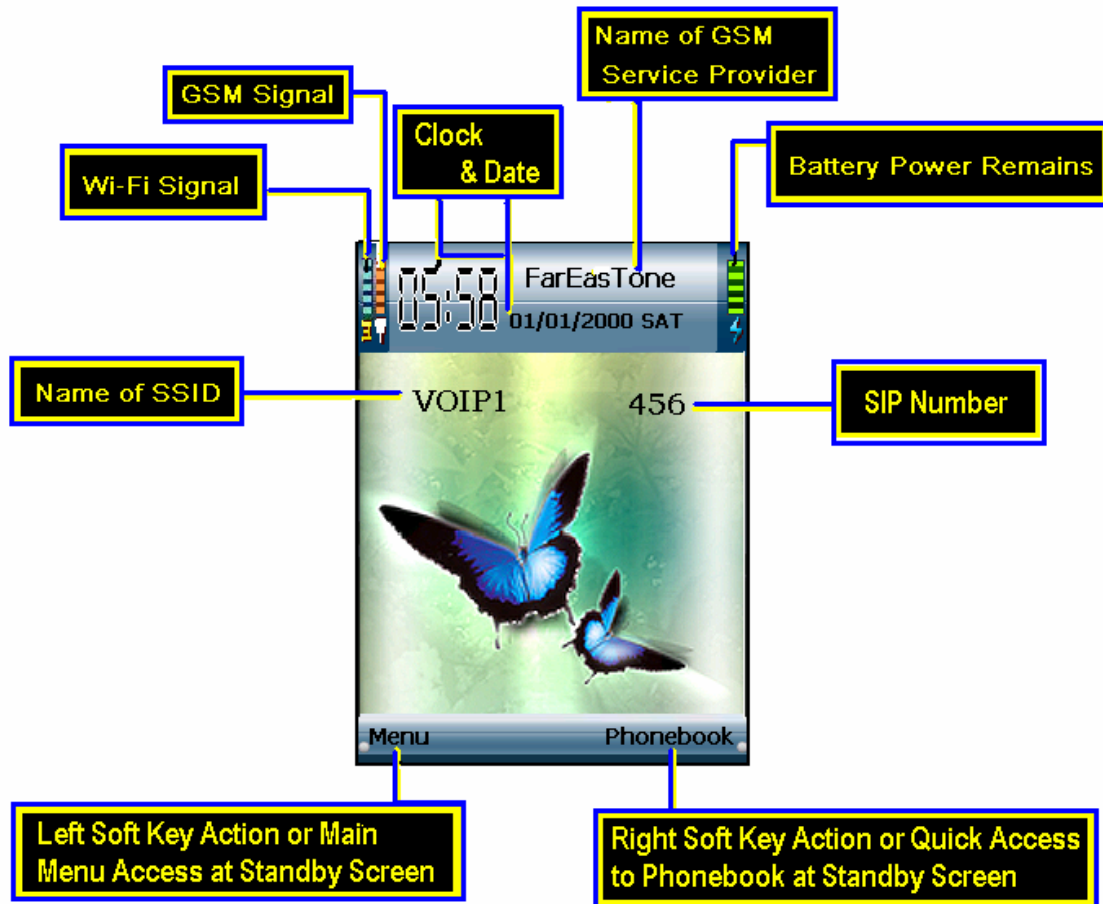 Name of GSM
Service Provider
GSM Signal
Clock
& Date
Battery Power Remains
Wi-Fi Signal
05:58
FarEasTone
01/01/2000 SAT
Name of SSID
VOIP1
456
SIP Number
Menu
Phonebook
Left Soft Key Action or Main
Menu Access at Standby Screen
Right Soft Key Action or Quick Access
to Phonebook at Standby Screen